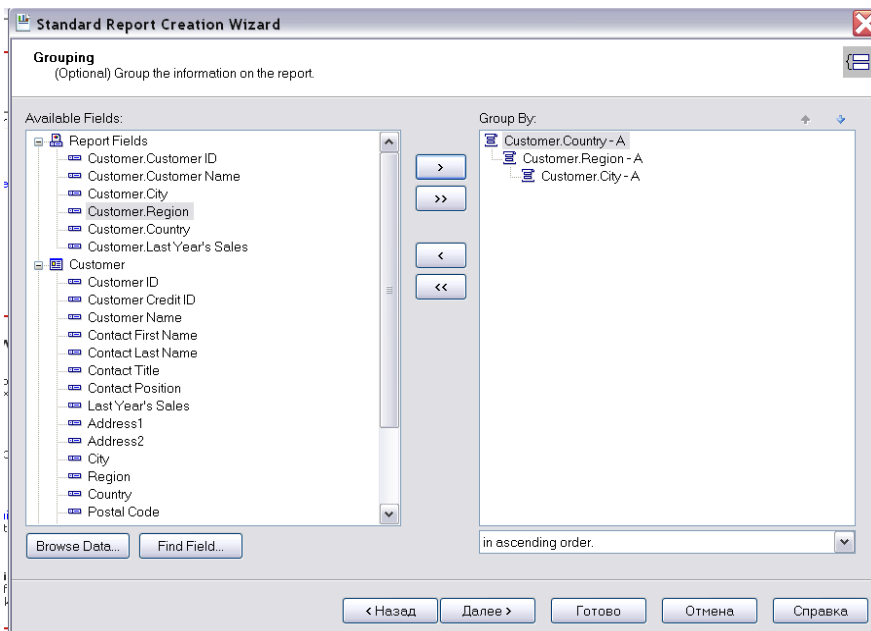 Standard Report Creation Wizard
Grouping
(Optional) Group the information on the report.
Available Fields:
Report Fields
Customer.Customer ID
Customer.Customer Name
Customer.City
Customer.Region
Customer.Country
Customer.Last Year's Sales
Customer
Customer ID
Customer Credit ID
Customer Name
Contact First Name
Contact Last Name
Contact Title
Contact Position
Last Year's Sales
Address1
Address2
City
Region
Country
Postal Code
Browse Data...
Find Field...
>
>>
<
<<
Group By:
Customer.Country - A
Customer.Region - A
Customer.City - A
in ascending order.
< Назад
Далее >
Готово
Отмена
Справка